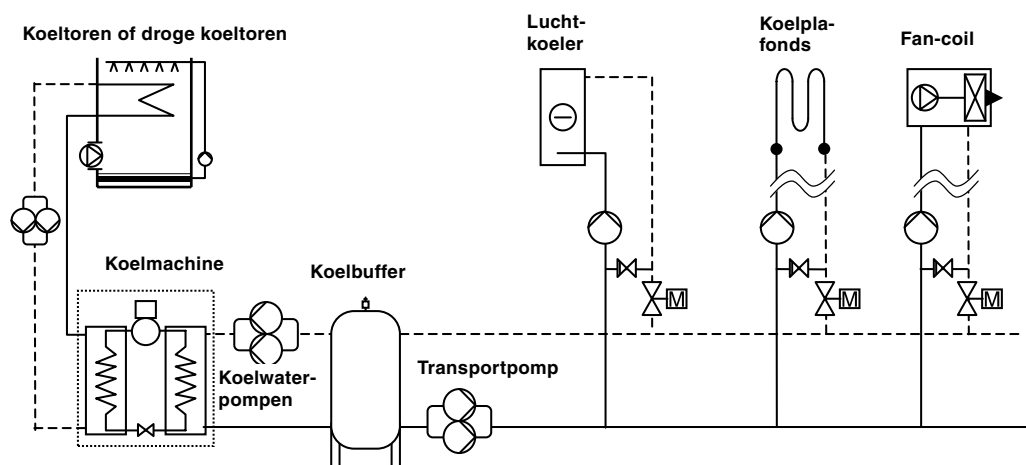 Koeltoren of droge koeltoren
Lucht-
koeler
Koelpla-
fonds
Fan-coil
Koelmachine
Koelbuffer
Koelwater-
pompen
Transportpomp
M
M
M